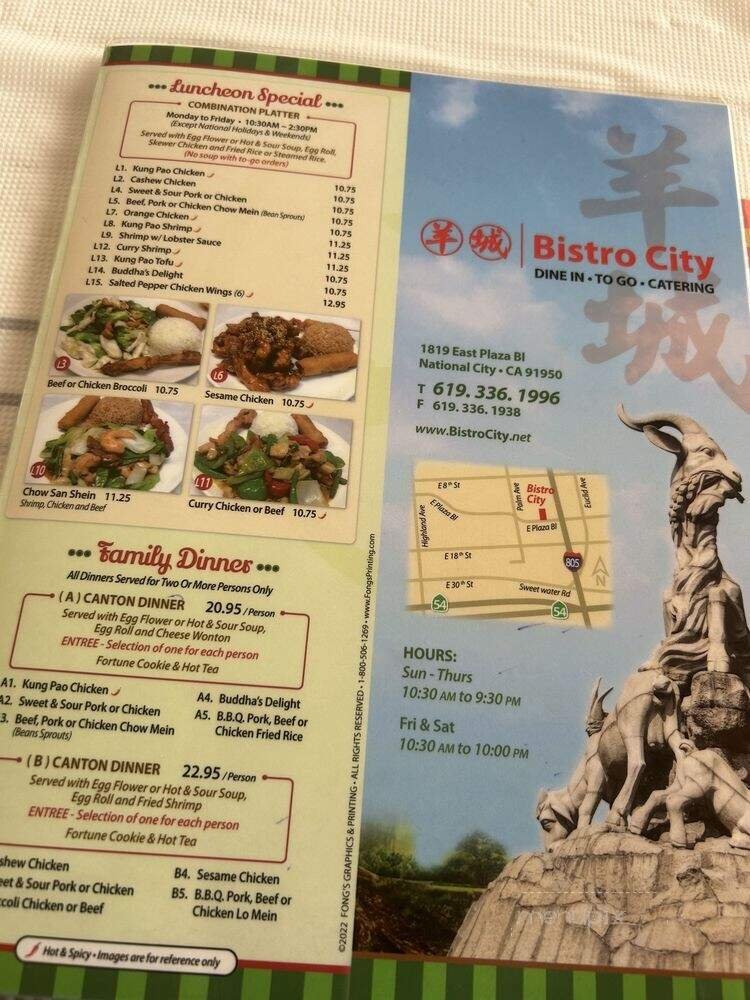 Luncheon Special
COMBINATION PLATTER
Monday to Friday • 10:30AM – 2:30PM
(Except National Holidays & Weekends)
Served with Egg Flower or Hot & Sour Soup, Egg Roll,
Skewer Chicken and Fried Rice or Steamed Rice.
(No soup with to-go orders)
L1. Kung Pao Chicken 10.75
L2. Cashew Chicken 10.75
L4. Sweet & Sour Pork or Chicken 10.75
L5. Beef, Pork or Chicken Chow Mein (Bean Sprouts) 10.75
L7. Orange Chicken 10.75
L8. Kung Pao Shrimp 11.25
L9. Shrimp w/ Lobster Sauce 11.25
L12. Curry Shrimp 11.25
L13. Kung Pao Tofu 10.75
L14. Buddha's Delight 10.75
L15. Salted Pepper Chicken Wings (6) 12.95
L3
Beef or Chicken Broccoli 10.75
L6
Sesame Chicken 10.75
L10
Chow San Shein 11.25
Shrimp, Chicken and Beef
L11
Curry Chicken or Beef 10.75
Family Dinner
All Dinners Served for Two Or More Persons Only
( A ) CANTON DINNER 20.95 / Person
Served with Egg Flower or Hot & Sour Soup,
Egg Roll and Cheese Wonton
ENTREE - Selection of one for each person
Fortune Cookie & Hot Tea
A1. Kung Pao Chicken
A2. Sweet & Sour Pork or Chicken
3. Beef, Pork or Chicken Chow Mein
(Beans Sprouts)
A4. Buddha's Delight
A5. B.B.Q. Pork, Beef or
Chicken Fried Rice
( B ) CANTON DINNER 22.95 / Person
Served with Egg Flower or Hot & Sour Soup,
Egg Roll and Fried Shrimp
ENTREE - Selection of one for each person
Fortune Cookie & Hot Tea
shew Chicken
eet & Sour Pork or Chicken
ccoli Chicken or Beef
B4. Sesame Chicken
B5. B.B.Q. Pork, Beef or
Chicken Lo Mein
Hot & Spicy • Images are for reference only
©2022 FONG'S GRAPHICS & PRINTING • ALL RIGHTS RESERVED • 1-800-506-1269 • www.FongsPrinting.com
羊城
羊城 Bistro City
DINE IN • TO GO • CATERING
1819 East Plaza Bl
National City • CA 91950
T 619. 336. 1996
F 619. 336. 1938
www.BistroCity.net
E 8th St
Palm Ave
Bistro
City
Euclid Ave
Highland Ave
E Plaza Bl
E Plaza Bl
E 18th St
805
N
E 30th St
Sweet water Rd
54
54
HOURS:
Sun - Thurs
10:30 AM to 9:30 PM
Fri & Sat
10:30 AM to 10:00 PM
menupix